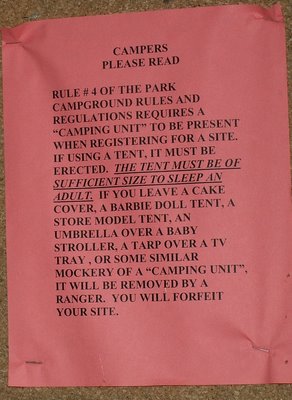 CAMPERS
PLEASE READ
RULE # 4 OF THE PARK
CAMPGROUND RULES AND
REGULATIONS REQUIRES A
"CAMPING UNIT" TO BE PRESENT
WHEN REGISTERING FOR A SITE.
IF USING A TENT, IT MUST BE
ERECTED. THE TENT MUST BE OF
SUFFICIENT SIZE TO SLEEP AN
ADULT. IF YOU LEAVE A CAKE
COVER, A BARBIE DOLL TENT, A
STORE MODEL TENT, AN
UMBRELLA OVER A BABY
STROLLER, A TARP OVER A TV
TRAY , OR SOME SIMILAR
MOCKERY OF A "CAMPING UNIT",
IT WILL BE REMOVED BY A
RANGER. YOU WILL FORFEIT
YOUR SITE.